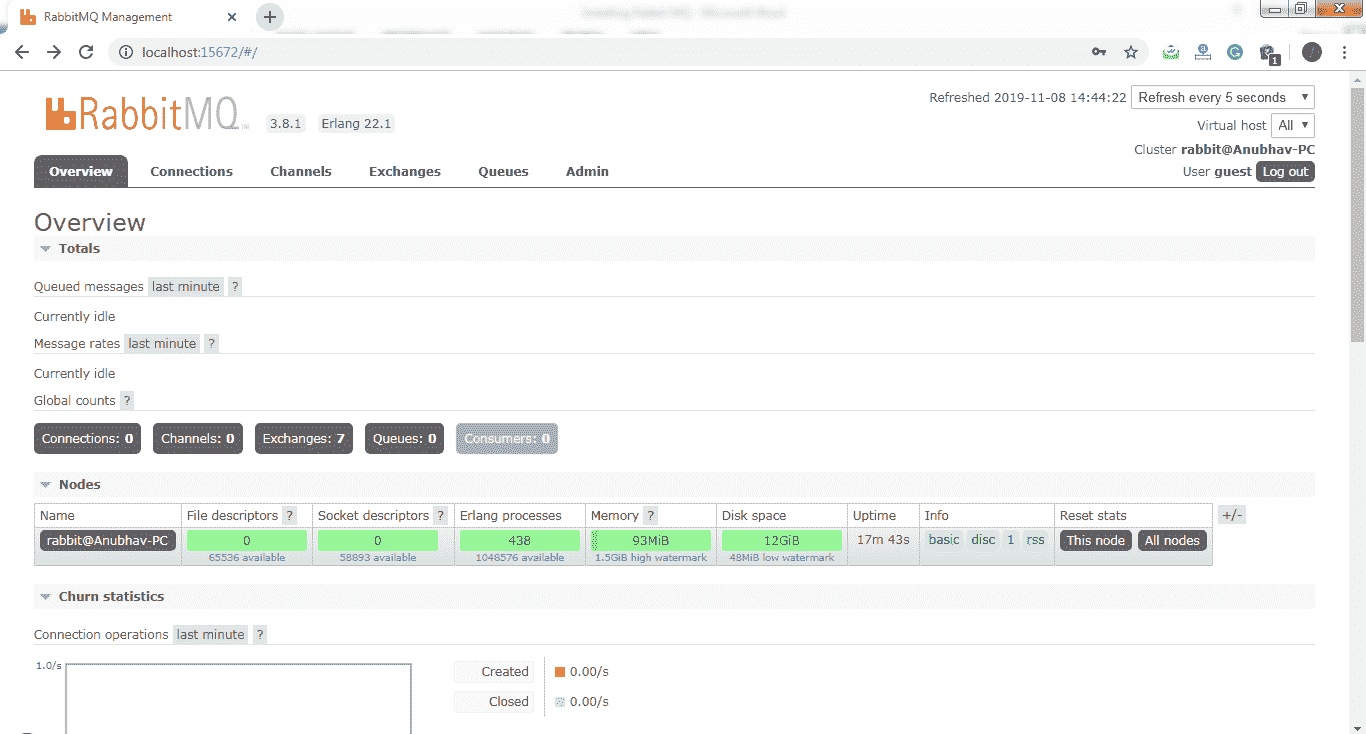 RabbitMQ Management
localhost:15672/#/
1
RabbitMQ TM 3.8.1 Erlang 22.1
Refreshed 2019-11-08 14:44:22 Refresh every 5 seconds
Virtual host All
Cluster rabbit@Anubhav-PC
User guest Log out
Overview Connections Channels Exchanges Queues Admin
Overview
Totals
Queued messages last minute ?
Currently idle
Message rates last minute ?
Currently idle
Global counts ?
Connections: 0 Channels: 0 Exchanges: 7 Queues: 0 Consumers: 0
Nodes
Name File descriptors ? Socket descriptors ? Erlang processes Memory ? Disk space Uptime Info Reset stats +/-
rabbit@Anubhav-PC 0 0 438 93MiB 12GiB 17m 43s basic disc 1 rss This node All nodes
65536 available 58893 available 1048576 available 1.5GiB high watermark 48MiB low watermark
Churn statistics
Connection operations last minute ?
1.0/s
Created 0.00/s
Closed 0.00/s